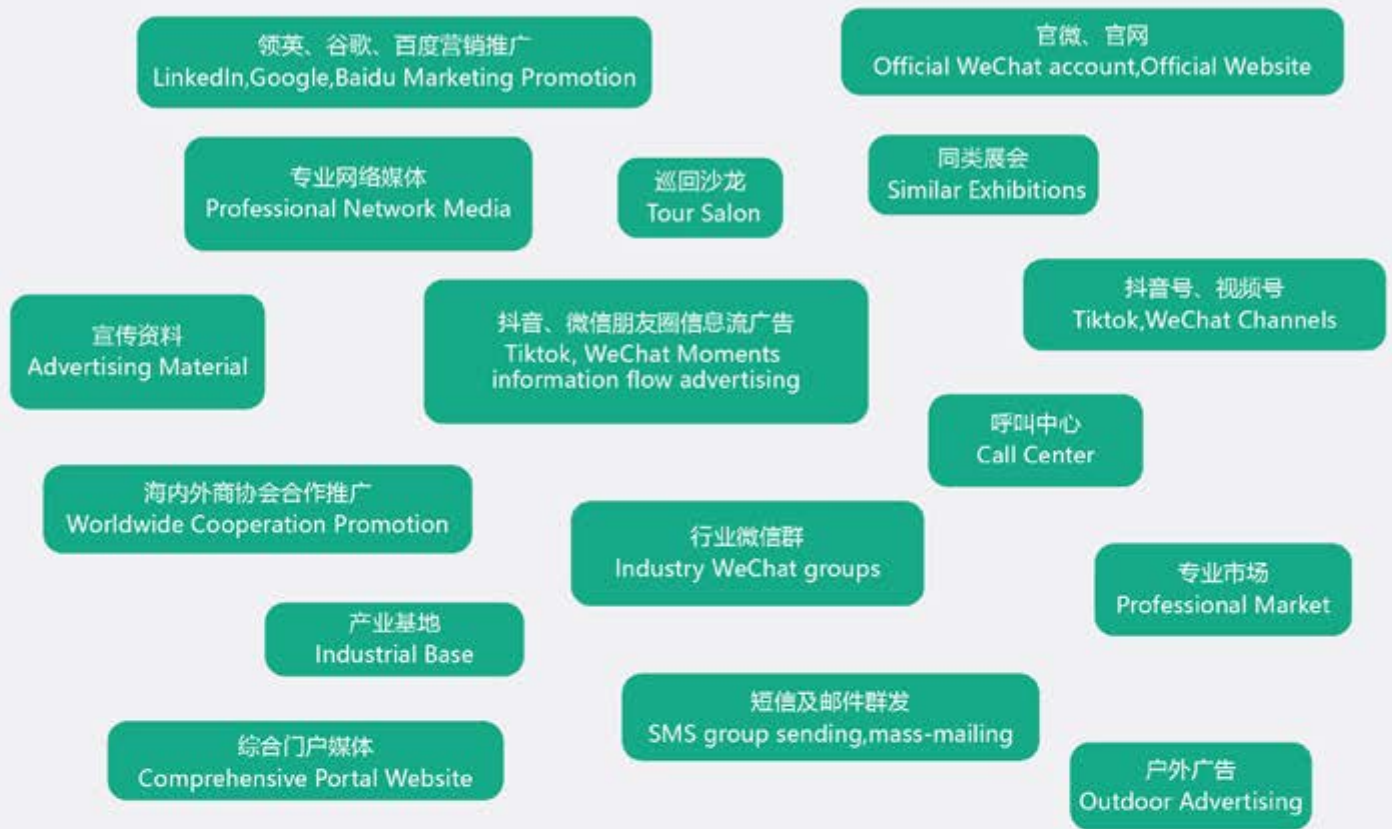 领英、谷歌、百度营销推广
LinkedIn,Google,Baidu Marketing Promotion
官微、官网
Official WeChat account,Official Website
专业网络媒体
Professional Network Media
巡回沙龙
Tour Salon
同类展会
Similar Exhibitions
宣传资料
Advertising Material
抖音、微信朋友圈信息流广告
Tiktok, WeChat Moments
information flow advertising
抖音号、视频号
Tiktok,WeChat Channels
呼叫中心
Call Center
海内外商协会合作推广
Worldwide Cooperation Promotion
行业微信群
Industry WeChat groups
专业市场
Professional Market
产业基地
Industrial Base
短信及邮件群发
SMS group sending,mass-mailing
综合门户媒体
Comprehensive Portal Website
户外广告
Outdoor Advertising